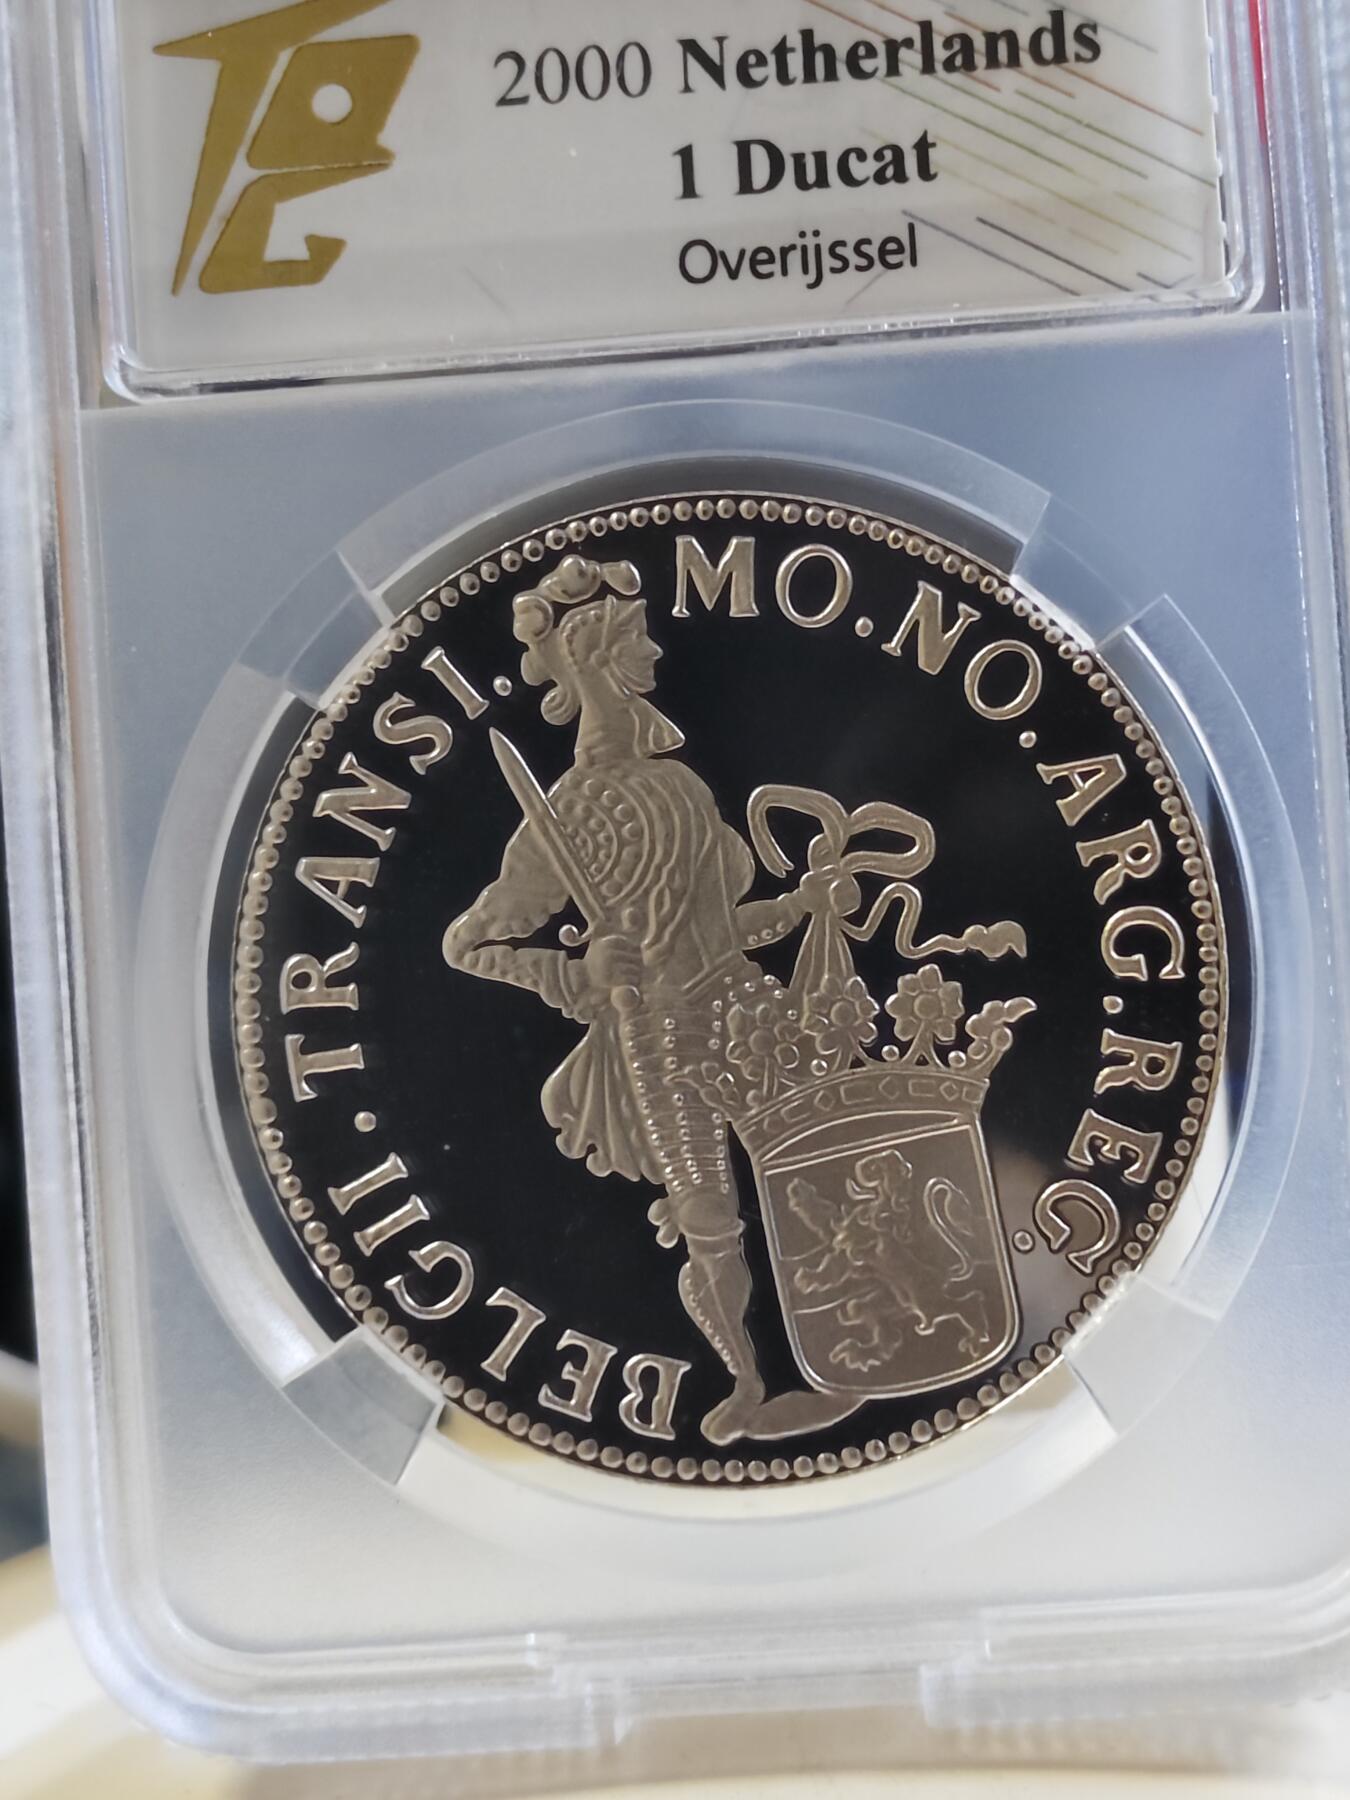 2000 Netherlands
1 Ducat
Overijssel
MO.NO.ARG.REG.BELGII.TRANSI.